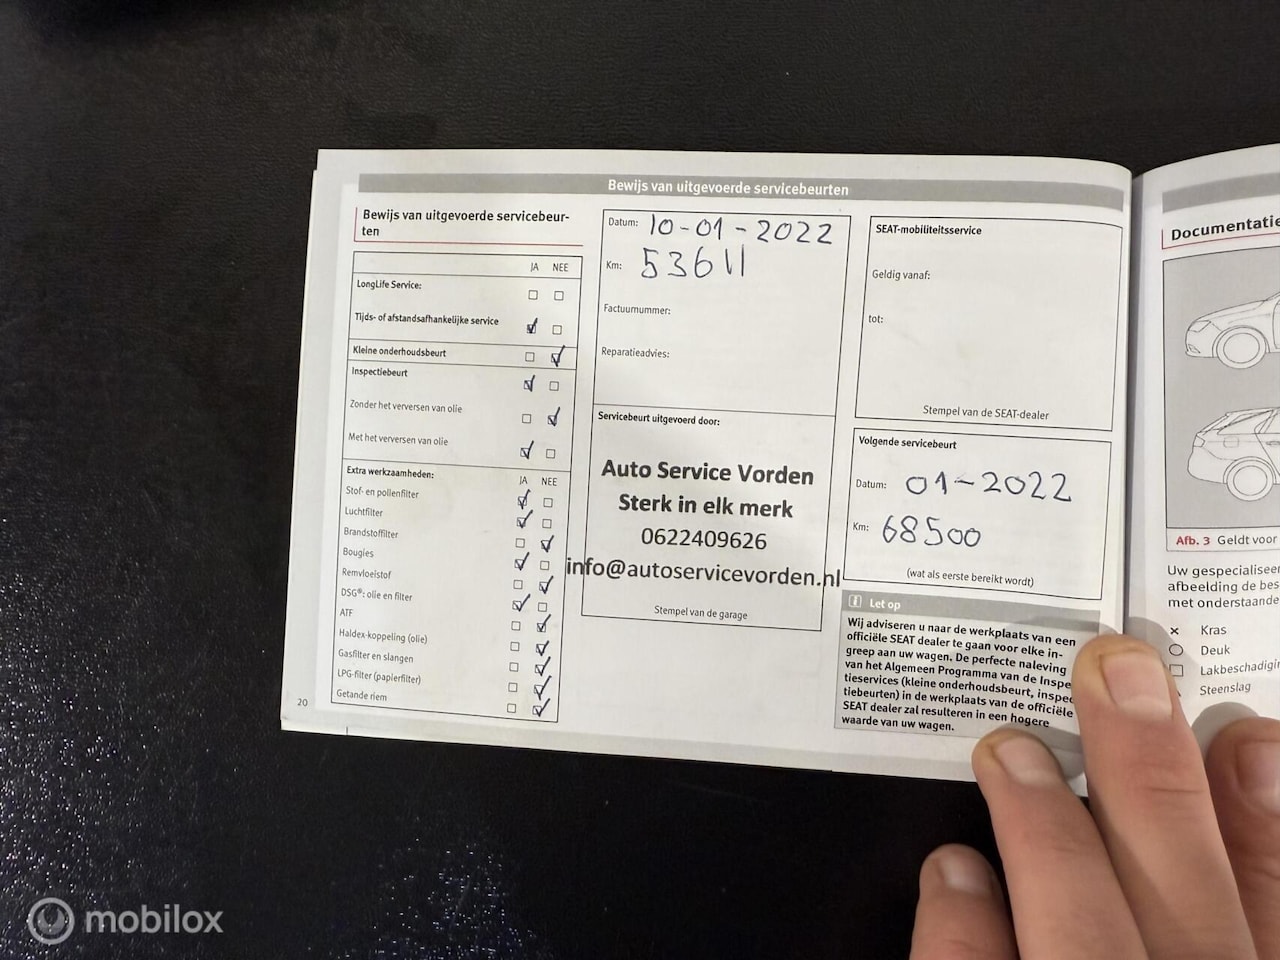 Bewijs van uitgevoerde servicebeurten
Bewijs van uitgevoerde servicebeur-
ten
JA NEE
LongLife Service:
Tijds- of afstandsafhankelijke service
Kleine onderhoudsbeurt
Inspectiebeurt
Zonder het verversen van olie
Met het verversen van olie
Extra werkzaamheden: JA NEE
Stof- en pollenfilter
Luchtfilter
Brandstoffilter
Bougies
Remvloeistof
DSG®: olie en filter
ATF
Haldex-koppeling (olie)
Gasfilter en slangen
LPG-filter (papierfilter)
Getande riem
20
Datum: 10-01-2022
Km: 53611
Factuurnummer:
Reparatieadvies:
Servicebeurt uitgevoerd door:
Auto Service Vorden
Sterk in elk merk
0622409626
info@autoservicevorden.nl
Stempel van de garage
SEAT-mobiliteitsservice
Geldig vanaf:
tot:
Stempel van de SEAT-dealer
Volgende servicebeurt
Datum: 01-2022
Km: 68500
(wat als eerste bereikt wordt)
Let op
Wij adviseren u naar de werkplaats van een
officiële SEAT dealer te gaan voor elke in-
greep aan uw wagen. De perfecte naleving
van het Algemeen Programma van de Inspe
tieservices (kleine onderhoudsbeurt, inspec
tiebeurten) in de werkplaats van de officiële
SEAT dealer zal resulteren in een hogere
waarde van uw wagen.
Documentatie
Afb. 3 Geldt voor
Uw gespecialiseer
afbeelding de bes
met onderstaande
Kras
Deuk
Lakbeschadigin
Steenslag
mobilox